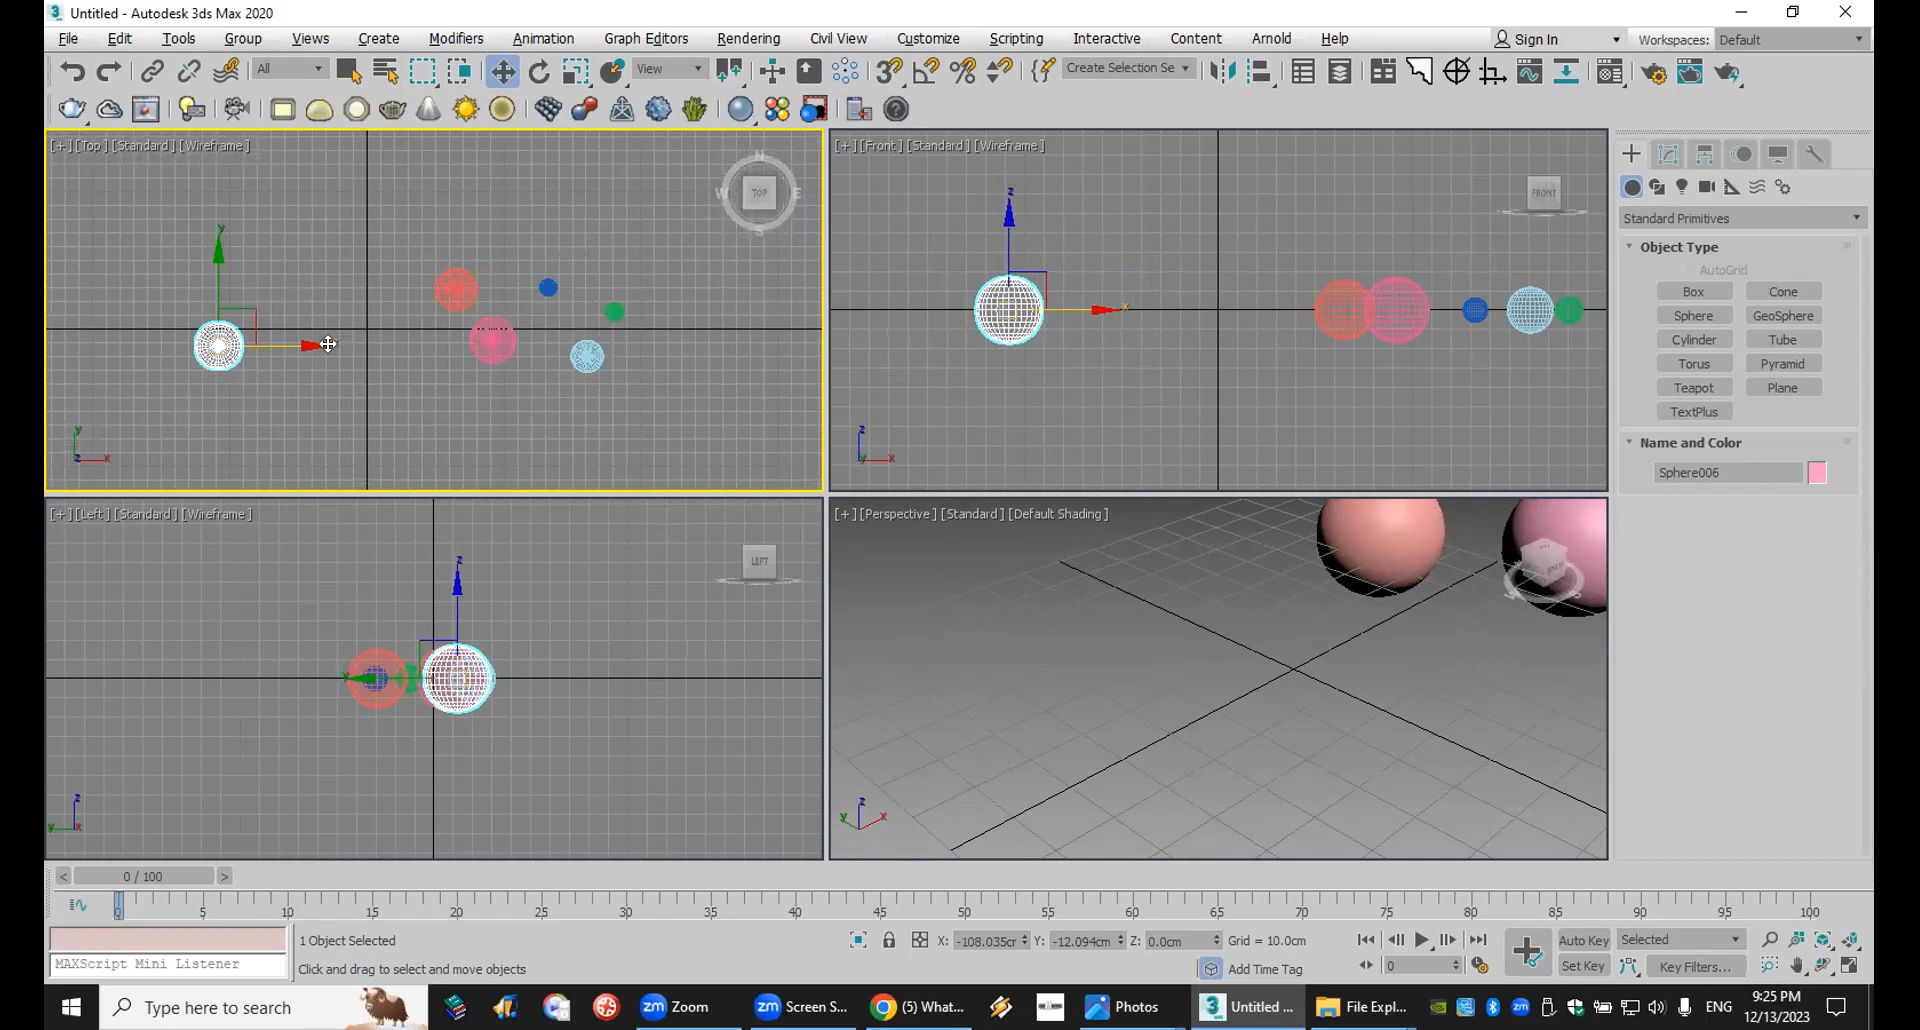 Untitled - Autodesk 3ds Max 2020
File Edit Tools Group Views Create Modifiers Animation Graph Editors Rendering Civil View Customize Scripting Interactive Content Arnold Help
Sign In Workspaces: Default
All View Create Selection Se
[+][Top][Standard][Wireframe]
N
W TOP E
S
y
x
y
z x
[+][Front][Standard][Wireframe]
FRONT
z
x
z
y x
Standard Primitives
Object Type
AutoGrid
Box Cone
Sphere GeoSphere
Cylinder Tube
Torus Pyramid
Teapot Plane
TextPlus
Name and Color
Sphere006
[+][Left][Standard][Wireframe]
LEFT
z
z
y x
[+][Perspective][Standard][Default Shading]
z
y x
< 0 / 100 >
0 5 10 15 20 25 30 35 40 45 50 55 60 65 70 75 80 85 90 95 100
1 Object Selected X: -108.035cr Y: -12.094cm Z: 0.0cm Grid = 10.0cm Auto Key Selected
MAXScript Mini Listener Click and drag to select and move objects Add Time Tag 0 Set Key Key Filters...
Type here to search Zoom Screen S... (5) What... Photos Untitled ... File Expl... ENG 9:25 PM
12/13/2023